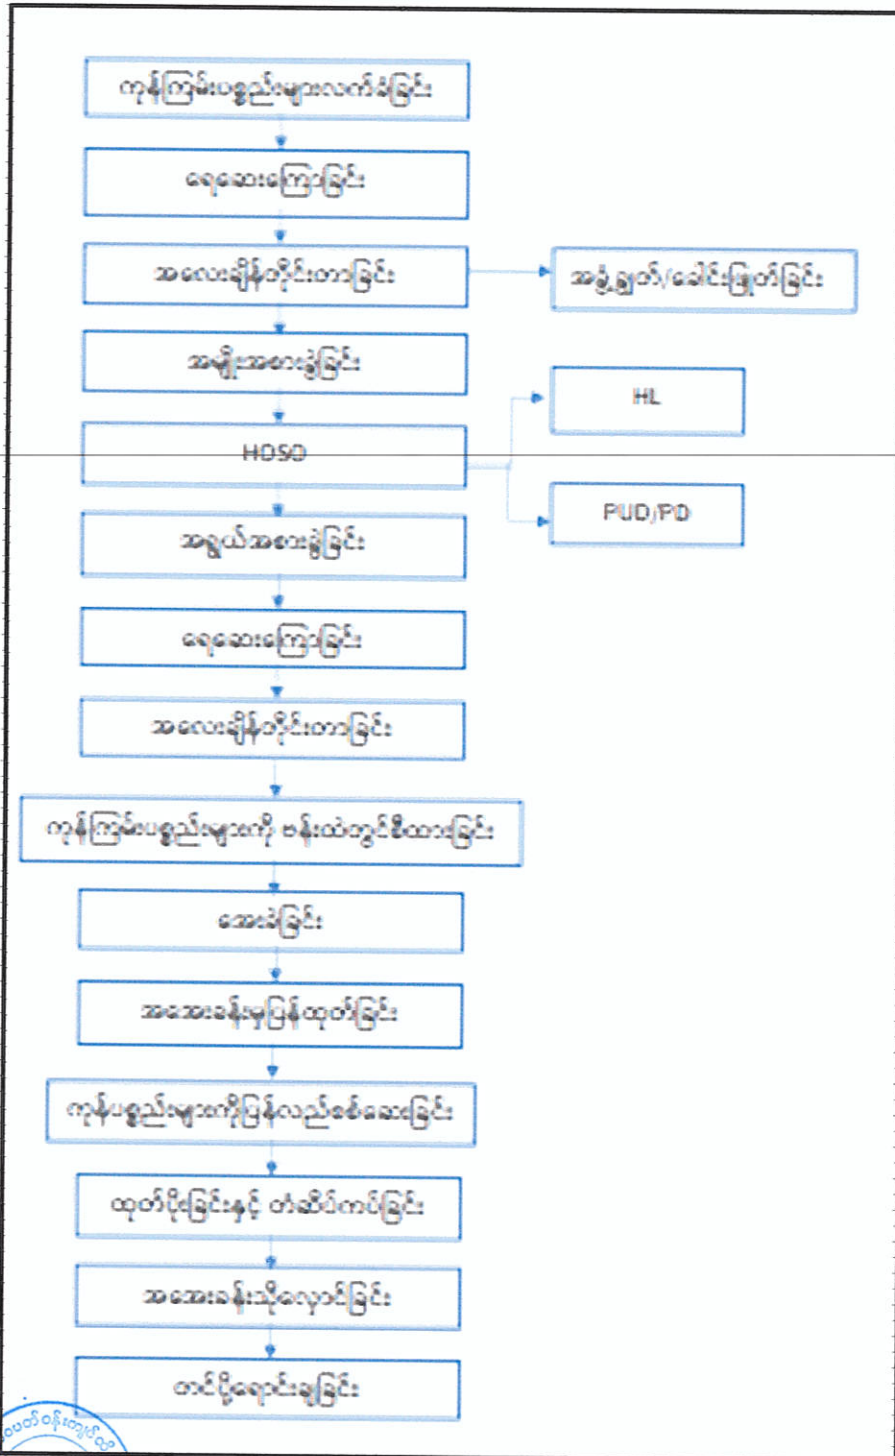 ကုန်ကြမ်းပစ္စည်းများလက်ခံခြင်း
ရေဆေးကြောခြင်း
အလေးချိန်တိုင်းတာခြင်း
အခွံချွတ်/ခေါင်းဖြုတ်ခြင်း
အမျိုးအစားခွဲခြင်း
HL
HOSO
PUD/PD
အရွယ်အစားခွဲခြင်း
ရေဆေးကြောခြင်း
အလေးချိန်တိုင်းတာခြင်း
ကုန်ကြမ်းပစ္စည်းများကို ဗန်းထဲတွင်စီထားခြင်း
အေးခဲခြင်း
အအေးခန်းမှပြန်ထုတ်ခြင်း
ကုန်ပစ္စည်းများကိုပြန်လည်စစ်ဆေးခြင်း
ထုတ်ပိုးခြင်းနှင့် တံဆိပ်ကပ်ခြင်း
အအေးခန်းသို့လှောင်ခြင်း
တင်ပို့ရောင်းချခြင်း